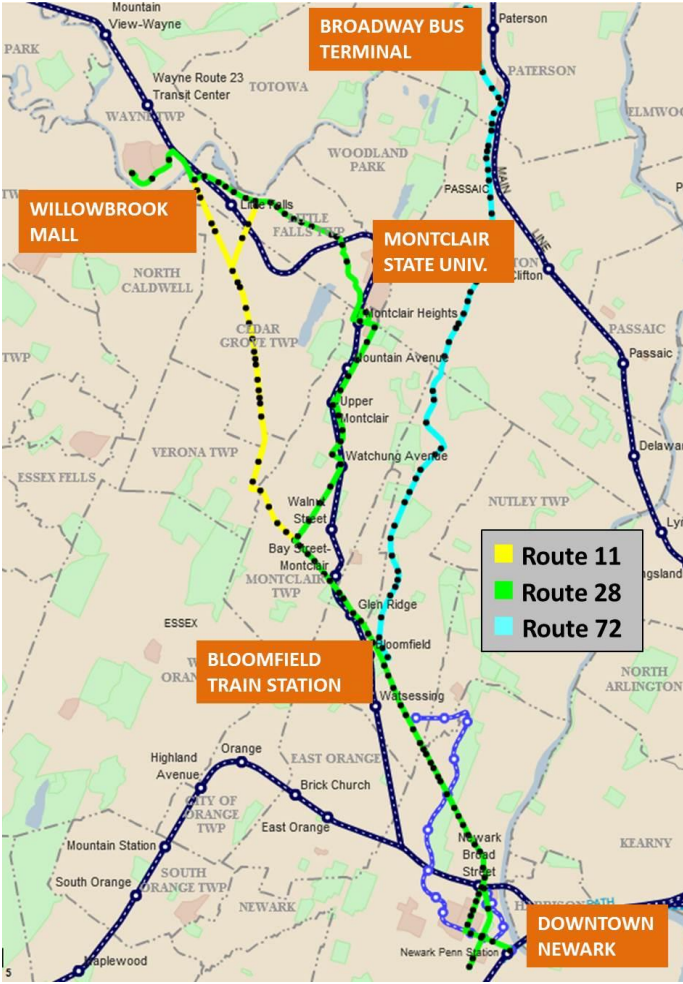 Mountain
View-Wayne
BROADWAY BUS
TERMINAL
Paterson
PARK
Wayne Route 23
Transit Center
TOTOWA
PATERSON
WAYNE TWP
WOODLAND
PARK
PASSAIC
MAIN
LINE
WILLOWBROOK
MALL
Little Falls
LITTLE
FALLS TWP
MONTCLAIR
STATE UNIV.
Clifton
NORTH
CALDWELL
Montclair Heights
CEDAR
GROVE TWP
PASSAIC
TWP
Mountain Avenue
Passaic
Upper
Montclair
VERONA TWP
Watchung Avenue
ESSEX FELLS
NUTLEY TWP
Walnut
Street
Bay Street-
Montclair
MONTCLAIR
TWP
Route 11
Route 28
Route 72
Glen Ridge
ESSEX
Bloomfield
BLOOMFIELD
TRAIN STATION
NORTH
ARLINGTON
Watsessing
Orange
EAST ORANGE
Highland
Avenue
Brick Church
CITY OF
ORANGE
TWP
East Orange
Newark
Broad
Street
KEARNY
Mountain Station
South Orange
SOUTH
ORANGE TWP
NEWARK
HARRISON
PATH
DOWNTOWN
NEWARK
Newark Penn Station
Maplewood
5